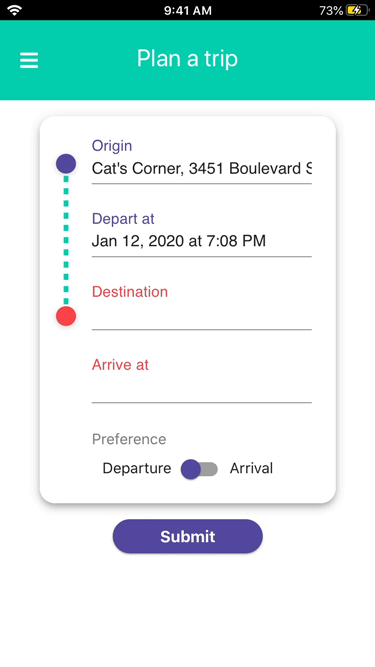 9:41 AM
73%
Plan a trip
Origin
Cat's Corner, 3451 Boulevard S
Depart at
Jan 12, 2020 at 7:08 PM
Destination
Arrive at
Preference
Departure Arrival
Submit